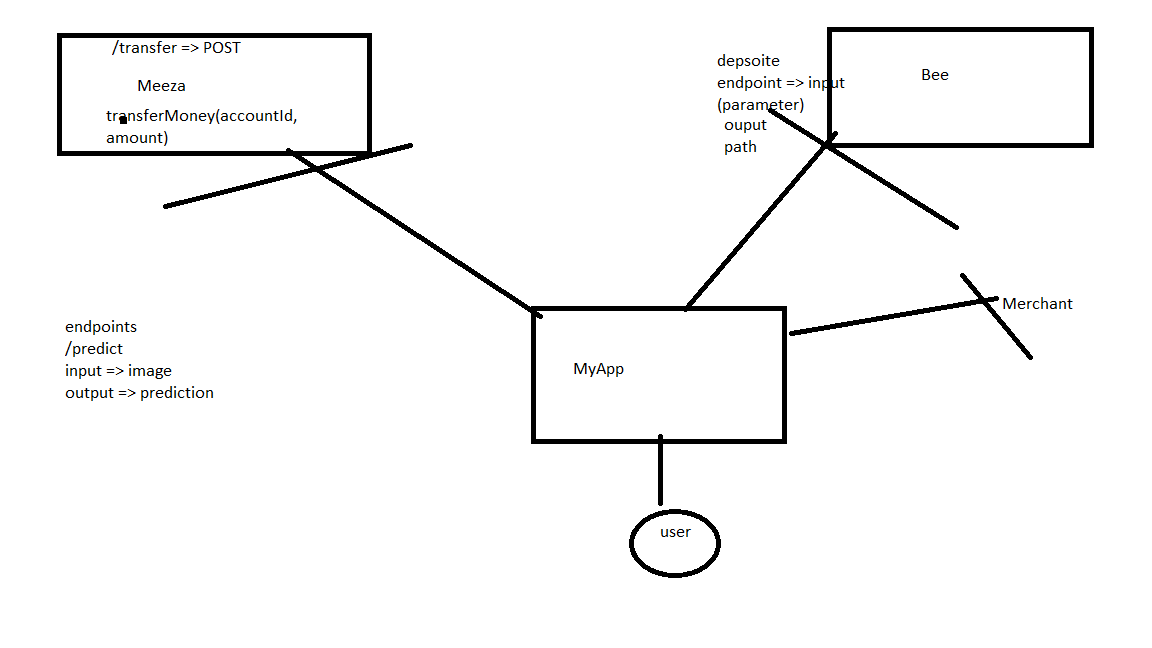 /transfer => POST
Meeza
transferMoney(accountId,
amount)
depsoite
endpoint => input
(parameter)
ouput
path
Bee
Merchant
endpoints
/predict
input => image
output => prediction
MyApp
user